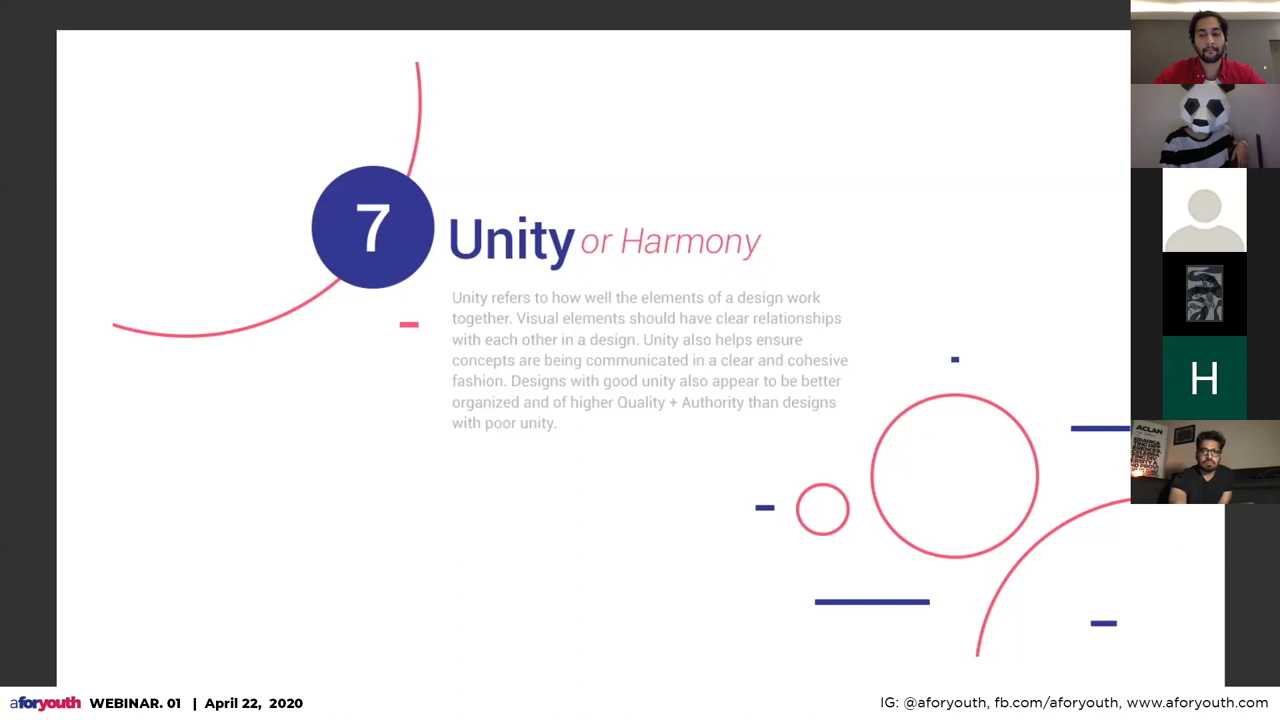 7
Unity or Harmony
Unity refers to how well the elements of a design work
together. Visual elements should have clear relationships
with each other in a design. Unity also helps ensure
concepts are being communicated in a clear and cohesive
fashion. Designs with good unity also appear to be better
organized and of higher Quality + Authority than designs
with poor unity.
H
ACLAN
aforyouth WEBINAR. 01 | April 22, 2020
IG: @aforyouth, fb.com/aforyouth, www.aforyouth.com